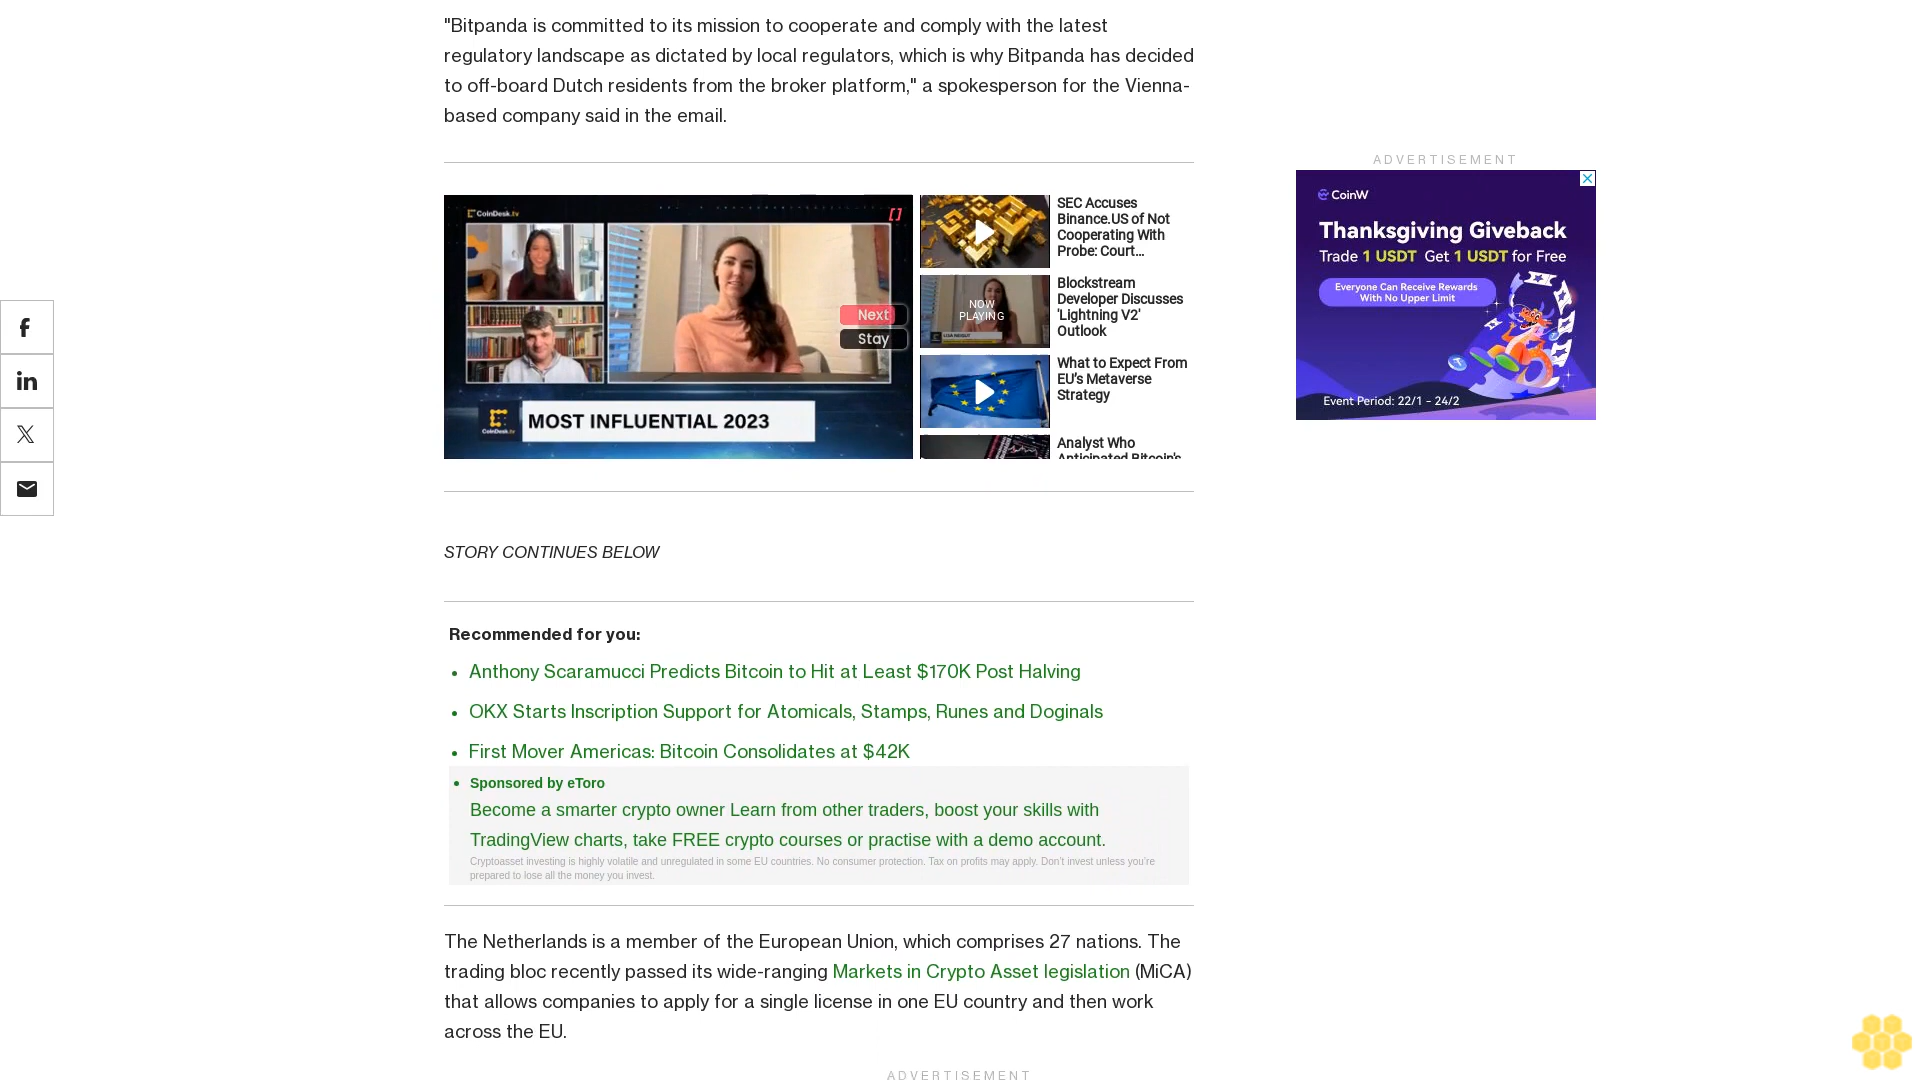 "Bitpanda is committed to its mission to cooperate and comply with the latest
regulatory landscape as dictated by local regulators, which is why Bitpanda has decided
to off-board Dutch residents from the broker platform," a spokesperson for the Vienna-
based company said in the email.
ADVERTISEMENT
CoinW
Thanksgiving Giveback
Trade 1 USDT Get 1 USDT for Free
Everyone Can Receive Rewards
With No Upper Limit
Event Period: 22/1 - 24/2
CoinDesk.tv
Next
Stay
CoinDesk.tv
MOST INFLUENTIAL 2023
SEC Accuses
Binance.US of Not
Cooperating With
Probe: Court...
NOW
PLAYING
Blockstream
Developer Discusses
'Lightning V2'
Outlook
What to Expect From
EU's Metaverse
Strategy
Analyst Who
Anticipated Bitcoin's
STORY CONTINUES BELOW
Recommended for you:
• Anthony Scaramucci Predicts Bitcoin to Hit at Least $170K Post Halving
• OKX Starts Inscription Support for Atomicals, Stamps, Runes and Doginals
• First Mover Americas: Bitcoin Consolidates at $42K
• Sponsored by eToro
Become a smarter crypto owner Learn from other traders, boost your skills with
TradingView charts, take FREE crypto courses or practise with a demo account.
Cryptoasset investing is highly volatile and unregulated in some EU countries. No consumer protection. Tax on profits may apply. Don't invest unless you're
prepared to lose all the money you invest.
The Netherlands is a member of the European Union, which comprises 27 nations. The
trading bloc recently passed its wide-ranging Markets in Crypto Asset legislation (MiCA)
that allows companies to apply for a single license in one EU country and then work
across the EU.
ADVERTISEMENT